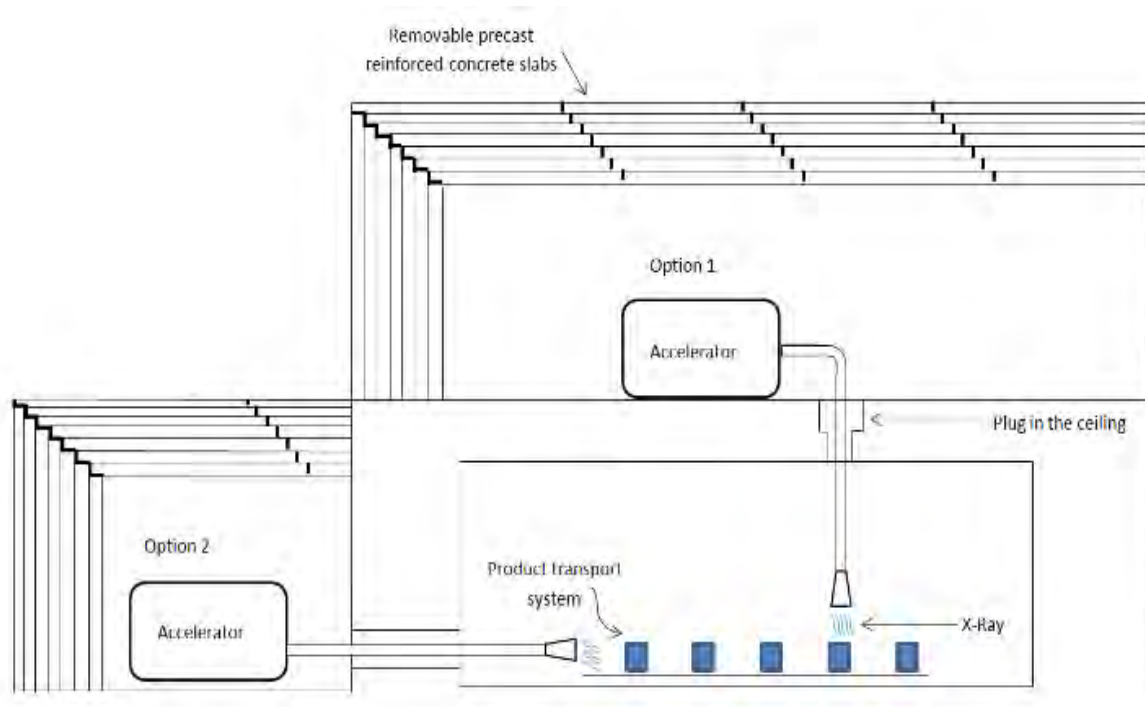 Removable precast
reinforced concrete slabs
Option 1
Accelerator
Plug in the ceiling
Option 2
Product transport
system
Accelerator
X-Ray